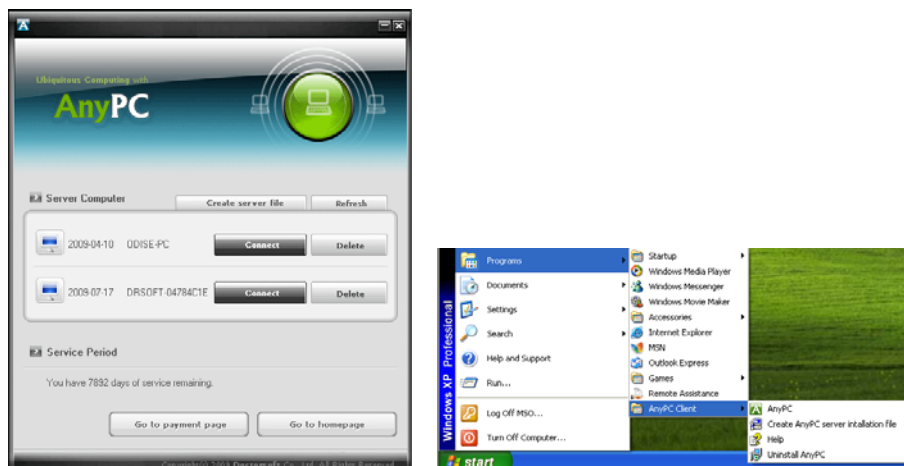 Ubiquitous Computing with
AnyPC
Server Computer
Create server file
Refresh
2009-04-10 ODISE-PC Connect Delete
2009-07-17 DRSOFT-04784C1E Connect Delete
Service Period
You have 7892 days of service remaining.
Go to payment page
Go to homepage
Windows XP Professional
Programs
Documents
Settings
Search
Help and Support
Run...
Log Off MSO...
Turn Off Computer...
start
Startup
Windows Media Player
Windows Messenger
Windows Movie Maker
Accessories
Internet Explorer
MSN
Outlook Express
Games
Remote Assistance
AnyPC Client
AnyPC
Create AnyPC server intallation file
Help
Uninstall AnyPC